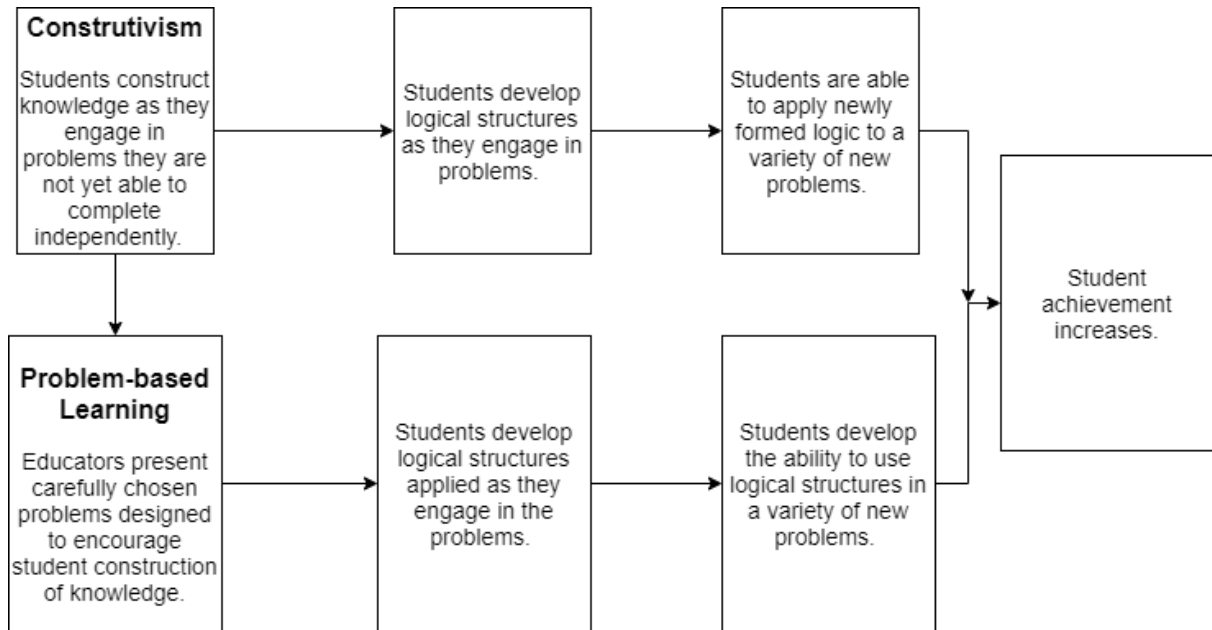 Construtivism
Students construct
knowledge as they
engage in
problems they are
not yet able to
complete
independently.
Students develop
logical structures
as they engage in
problems.
Students are able
to apply newly
formed logic to a
variety of new
problems.
Student
achievement
increases.
Problem-based
Learning
Educators present
carefully chosen
problems designed
to encourage
student construction
of knowledge.
Students develop
logical structures
applied as they
engage in the
problems.
Students develop
the ability to use
logical structures in
a variety of new
problems.